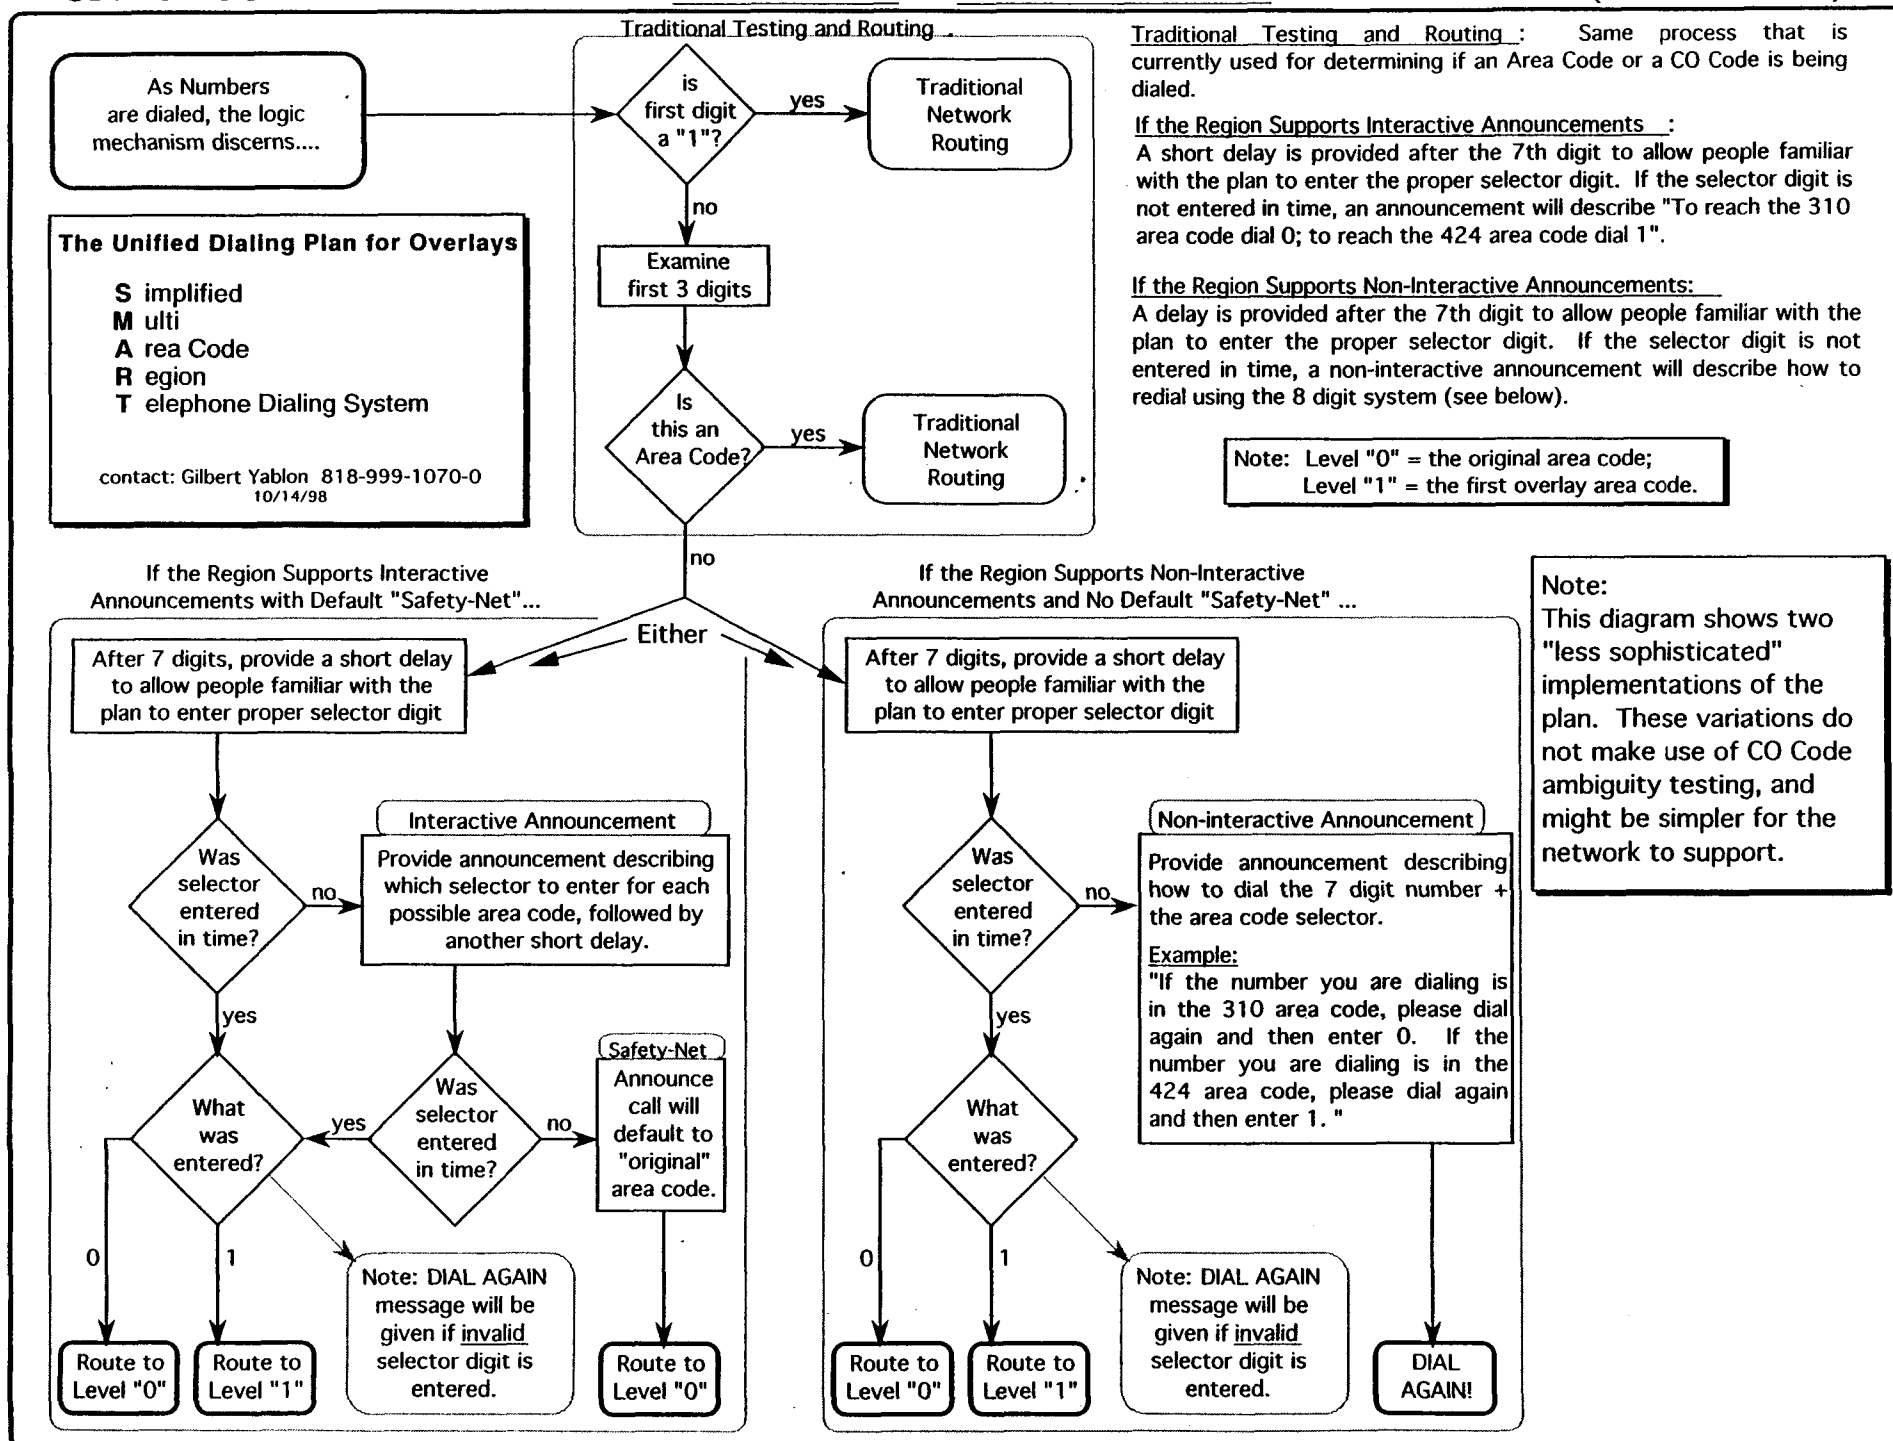 Traditional Testing and Routing
As Numbers
are dialed, the logic
mechanism discerns....
is
first digit
a "1"?
yes
Traditional
Network
Routing
no
Examine
first 3 digits
Is
this an
Area Code?
yes
Traditional
Network
Routing
no
The Unified Dialing Plan for Overlays
S implified
M ulti
A rea Code
R egion
T elephone Dialing System
contact: Gilbert Yablon 818-999-1070-0
10/14/98
Traditional Testing and Routing : Same process that is
currently used for determining if an Area Code or a CO Code is being
dialed.
If the Region Supports Interactive Announcements :
A short delay is provided after the 7th digit to allow people familiar
with the plan to enter the proper selector digit. If the selector digit is
not entered in time, an announcement will describe "To reach the 310
area code dial 0; to reach the 424 area code dial 1".
If the Region Supports Non-Interactive Announcements:
A delay is provided after the 7th digit to allow people familiar with the
plan to enter the proper selector digit. If the selector digit is not
entered in time, a non-interactive announcement will describe how to
redial using the 8 digit system (see below).
Note: Level "0" = the original area code;
Level "1" = the first overlay area code.
If the Region Supports Interactive
Announcements with Default "Safety-Net"...
Either
If the Region Supports Non-Interactive
Announcements and No Default "Safety-Net" ...
Note:
This diagram shows two
"less sophisticated"
implementations of the
plan. These variations do
not make use of CO Code
ambiguity testing, and
might be simpler for the
network to support.
After 7 digits, provide a short delay
to allow people familiar with the
plan to enter proper selector digit
Was
selector
entered
in time?
no
Interactive Announcement
Provide announcement describing
which selector to enter for each
possible area code, followed by
another short delay.
yes
What
was
entered?
yes
Was
selector
entered
in time?
no
Safety-Net
Announce
call will
default to
"original"
area code.
0
1
Note: DIAL AGAIN
message will be
given if invalid
selector digit is
entered.
Route to
Level "0"
Route to
Level "1"
Route to
Level "0"
After 7 digits, provide a short delay
to allow people familiar with the
plan to enter proper selector digit
Was
selector
entered
in time?
no
Non-interactive Announcement
Provide announcement describing
how to dial the 7 digit number +
the area code selector.
Example:
"If the number you are dialing is
in the 310 area code, please dial
again and then enter 0. If the
number you are dialing is in the
424 area code, please dial again
and then enter 1. "
yes
What
was
entered?
0
1
Note: DIAL AGAIN
message will be
given if invalid
selector digit is
entered.
Route to
Level "0"
Route to
Level "1"
DIAL
AGAIN!